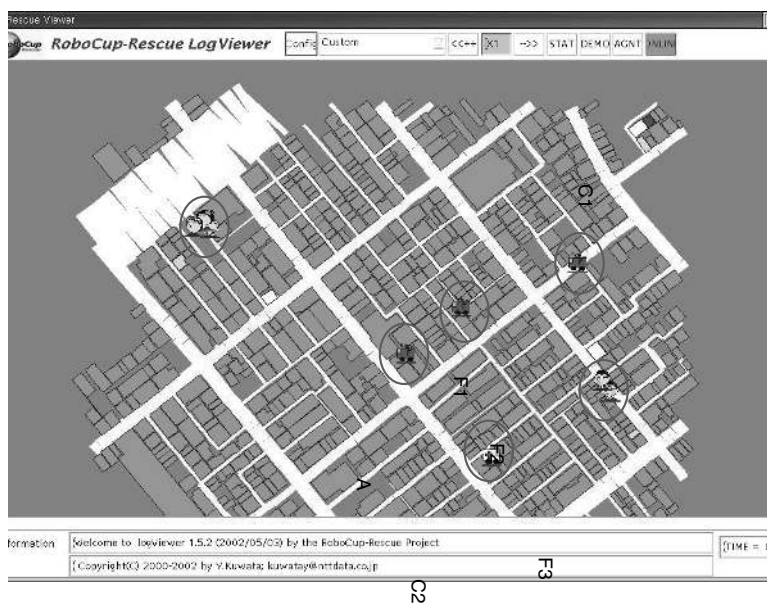 Rescue Viewer
RoboCup-Rescue LogViewer Config Custom <<++ X1 -->> STAT DEMO AGNT ONLIN
C1
F1
F2
A
formation Welcome to logviewer 1.5.2 (2002/05/03) by the RoboCup-Rescue Project (TIME =
Copyright(C) 2000-2002 by Y.Kuwata; kuwatay@nttdata.co.jp
F3
C2